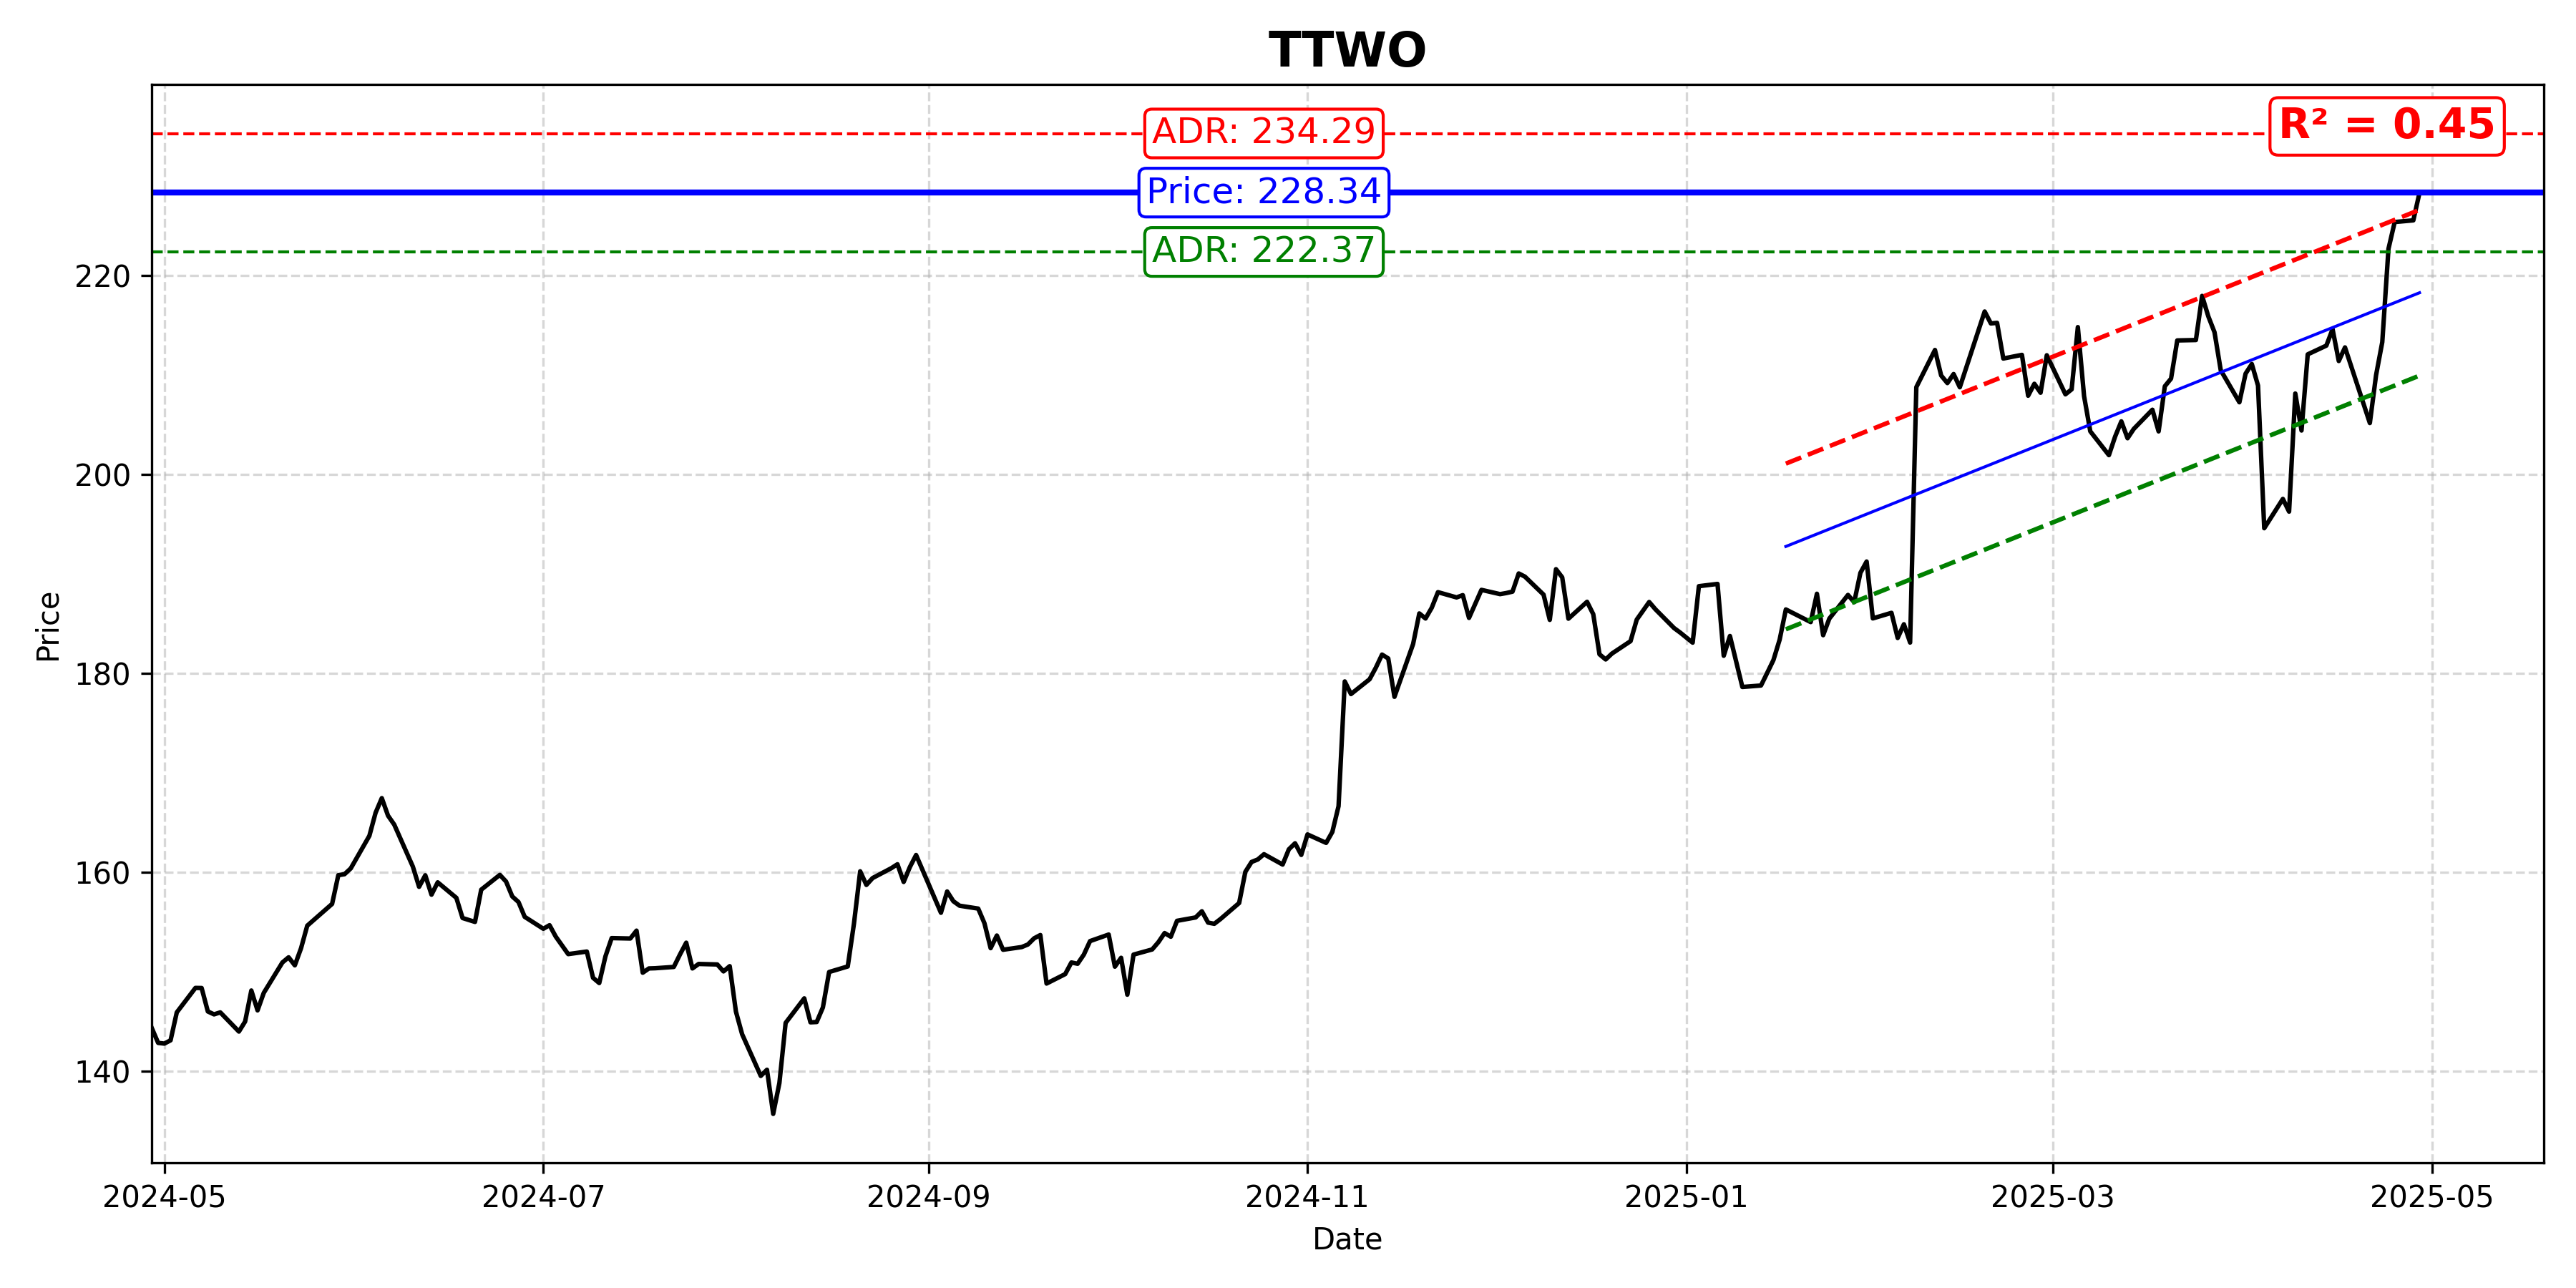 TTWO
ADR: 234.29
R² = 0.45
Price: 228.34
ADR: 222.37
220
200
180
160
140
Price
2024-05
2024-07
2024-09
2024-11
2025-01
2025-03
2025-05
Date